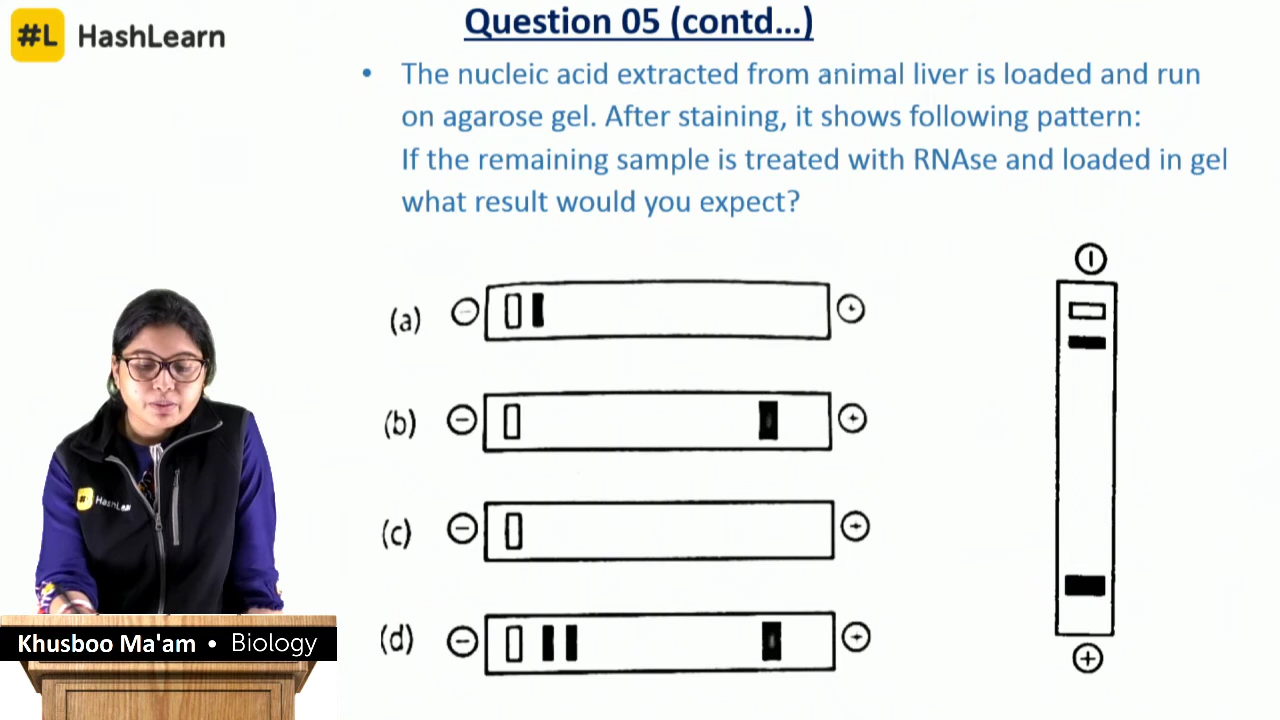 #L HashLearn
Question 05 (contd...)
• The nucleic acid extracted from animal liver is loaded and run
on agarose gel. After staining, it shows following pattern:
If the remaining sample is treated with RNAse and loaded in gel
what result would you expect?
(a) − +
(b) − +
(c) − +
(d) − +
−
+
# HashLearn
Khusboo Ma'am • Biology